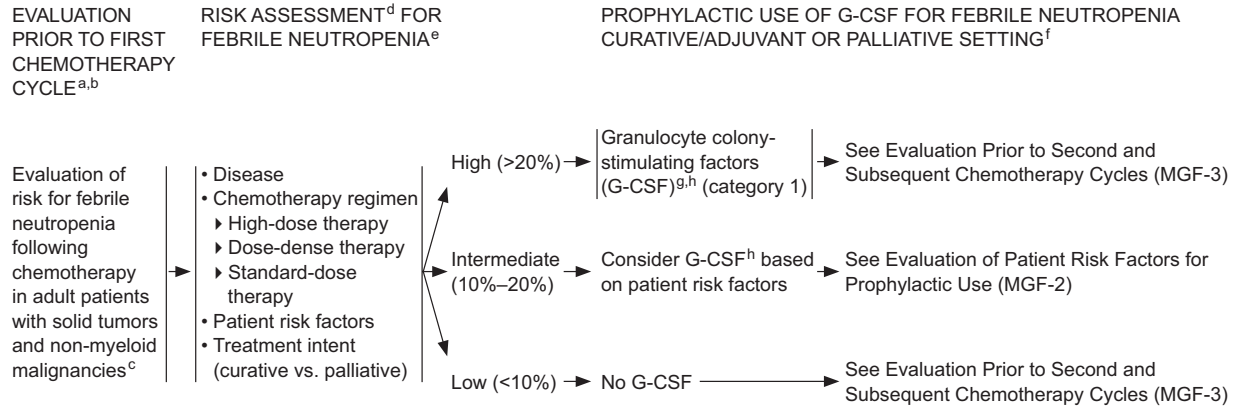 EVALUATION
PRIOR TO FIRST
CHEMOTHERAPY
CYCLEa,b
RISK ASSESSMENTd FOR
FEBRILE NEUTROPENIAe
PROPHYLACTIC USE OF G-CSF FOR FEBRILE NEUTROPENIA
CURATIVE/ADJUVANT OR PALLIATIVE SETTINGf
Evaluation of
risk for febrile
neutropenia
following
chemotherapy
in adult patients
with solid tumors
and non-myeloid
malignanciesc
• Disease
• Chemotherapy regimen
▸ High-dose therapy
▸ Dose-dense therapy
▸ Standard-dose
therapy
• Patient risk factors
• Treatment intent
(curative vs. palliative)
High (>20%)
Granulocyte colony-
stimulating factors
(G-CSF)g,h (category 1)
See Evaluation Prior to Second and
Subsequent Chemotherapy Cycles (MGF-3)
Intermediate
(10%–20%)
Consider G-CSFh based
on patient risk factors
See Evaluation of Patient Risk Factors for
Prophylactic Use (MGF-2)
Low (<10%)
No G-CSF
See Evaluation Prior to Second and
Subsequent Chemotherapy Cycles (MGF-3)